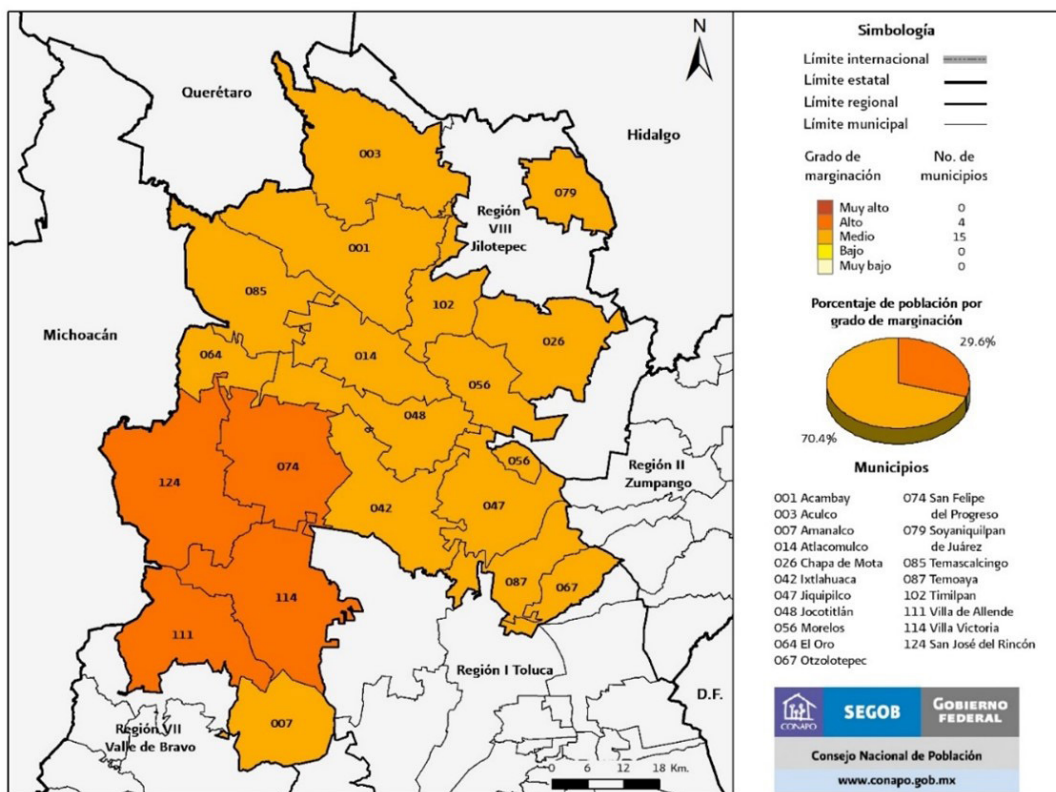 Querétaro
N
Hidalgo
003
079
Región
VIII
Jilotepec
001
102
085
026
Michoacán
064
014
056
048
056
074
Región II
Zumpango
124
042
047
087
067
114
111
Región I Toluca
D.F.
007
Región VII
Valle de Bravo
0 6 12 18 Km.
Simbología
Límite internacional
Límite estatal
Límite regional
Límite municipal
Grado de
marginación
No. de
municipios
Muy alto 0
Alto 4
Medio 15
Bajo 0
Muy bajo 0
Porcentaje de población por
grado de marginación
29.6%
70.4%
Municipios
001 Acambay
003 Aculco
007 Amanalco
014 Atlacomulco
026 Chapa de Mota
042 Ixtlahuaca
047 Jiquipilco
048 Jocotitlán
056 Morelos
064 El Oro
067 Otzolotepec
074 San Felipe
del Progreso
079 Soyaniquilpan
de Juárez
085 Temascalcingo
087 Temoaya
102 Timilpan
111 Villa de Allende
114 Villa Victoria
124 San José del Rincón
CONAPO
SEGOB
GOBIERNO
FEDERAL
Consejo Nacional de Población
www.conapo.gob.mx